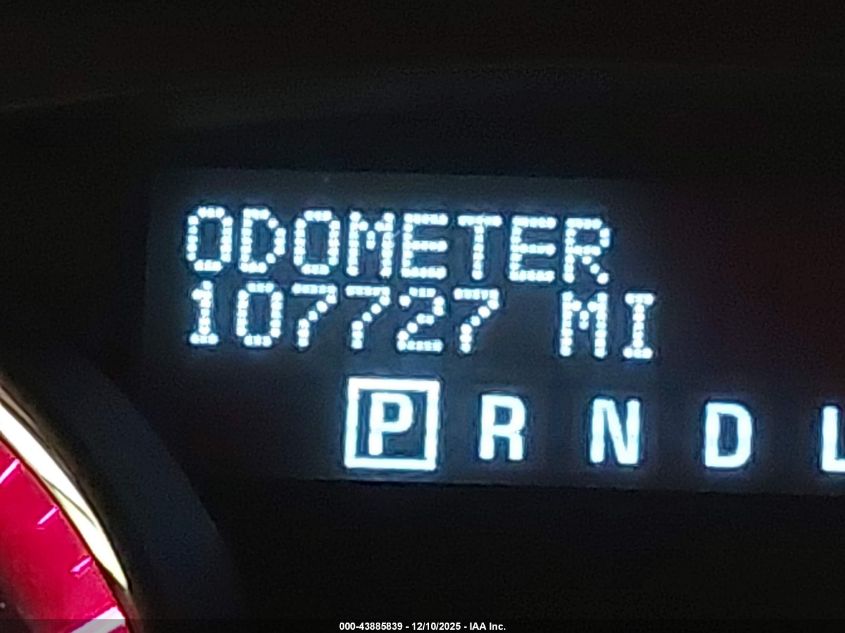 ODOMETER
107727 MI
P R N D L
000-43885839 - 12/10/2025 - IAA Inc.